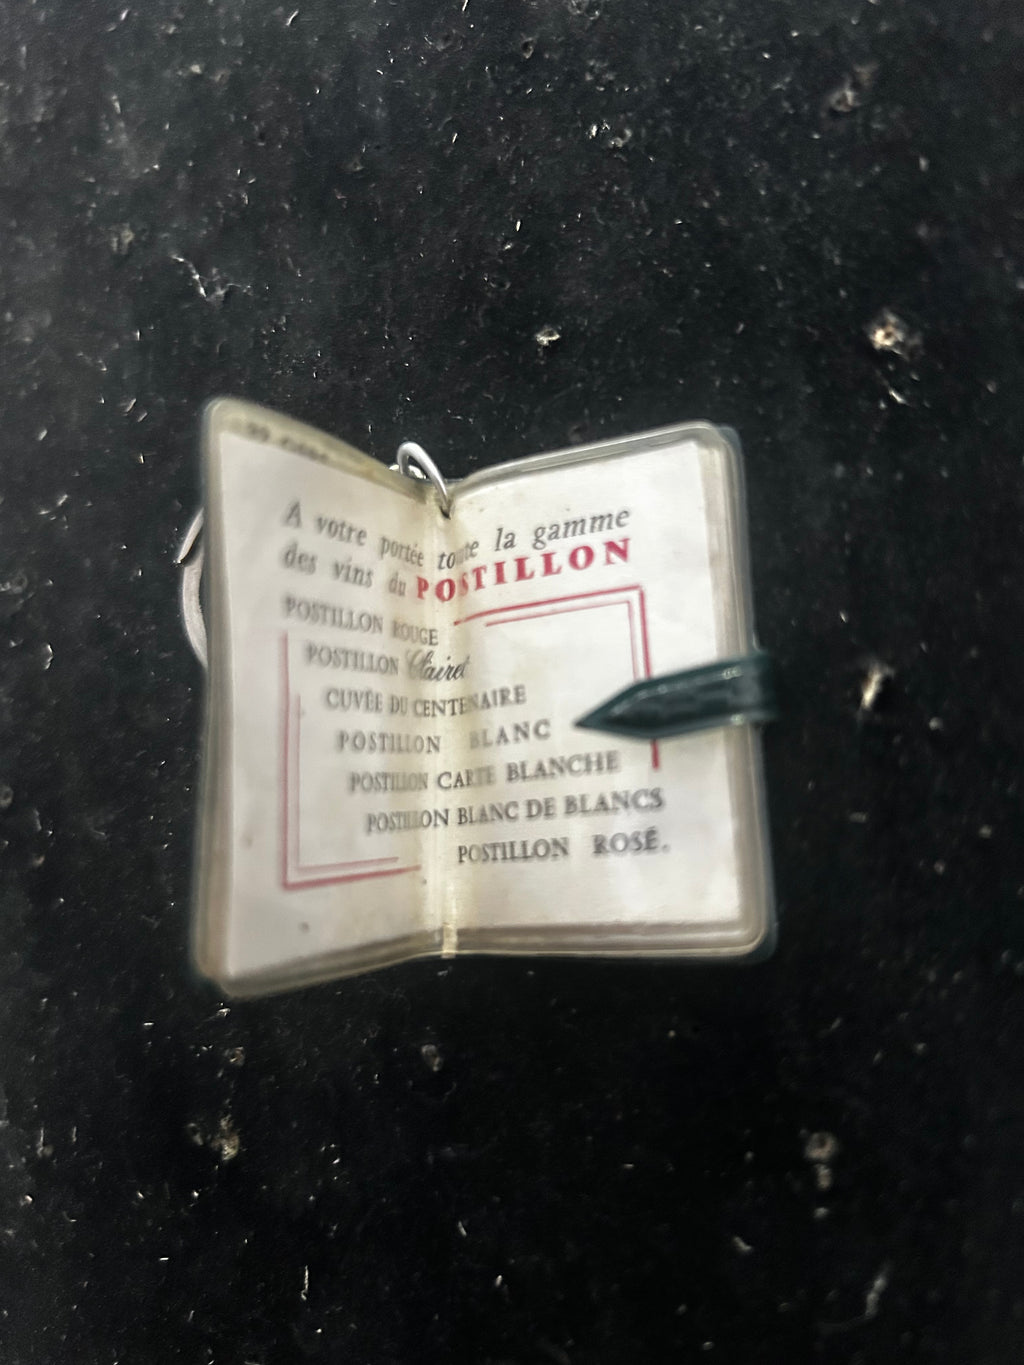 A votre portée toute la gamme
des vins du POSTILLON
POSTILLON ROUGE
POSTILLON Clairet
CUVÉE DU CENTENAIRE
POSTILLON BLANC
POSTILLON CARTE BLANCHE
POSTILLON BLANC DE BLANCS
POSTILLON ROSÉ.